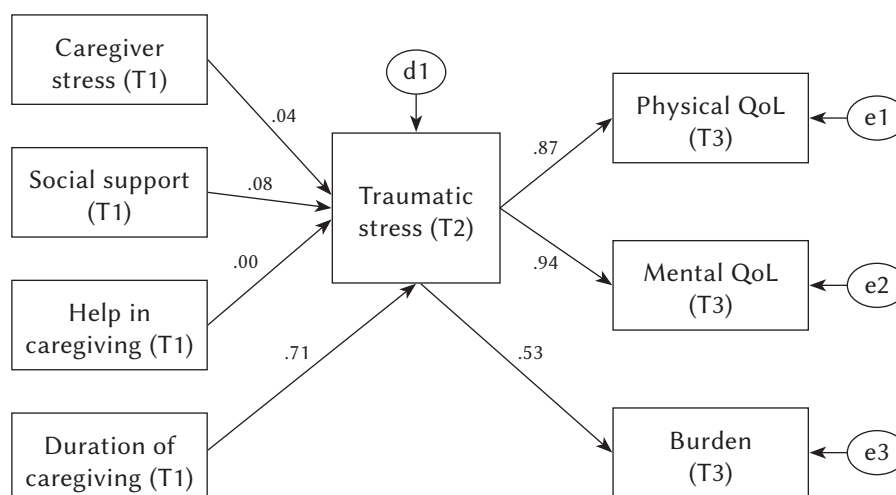 Caregiver
stress (T1)
Social support
(T1)
Help in
caregiving (T1)
Duration of
caregiving (T1)
.04
.08
.00
.71
d1
Traumatic
stress (T2)
.87
.94
.53
Physical QoL
(T3)
e1
Mental QoL
(T3)
e2
Burden
(T3)
e3